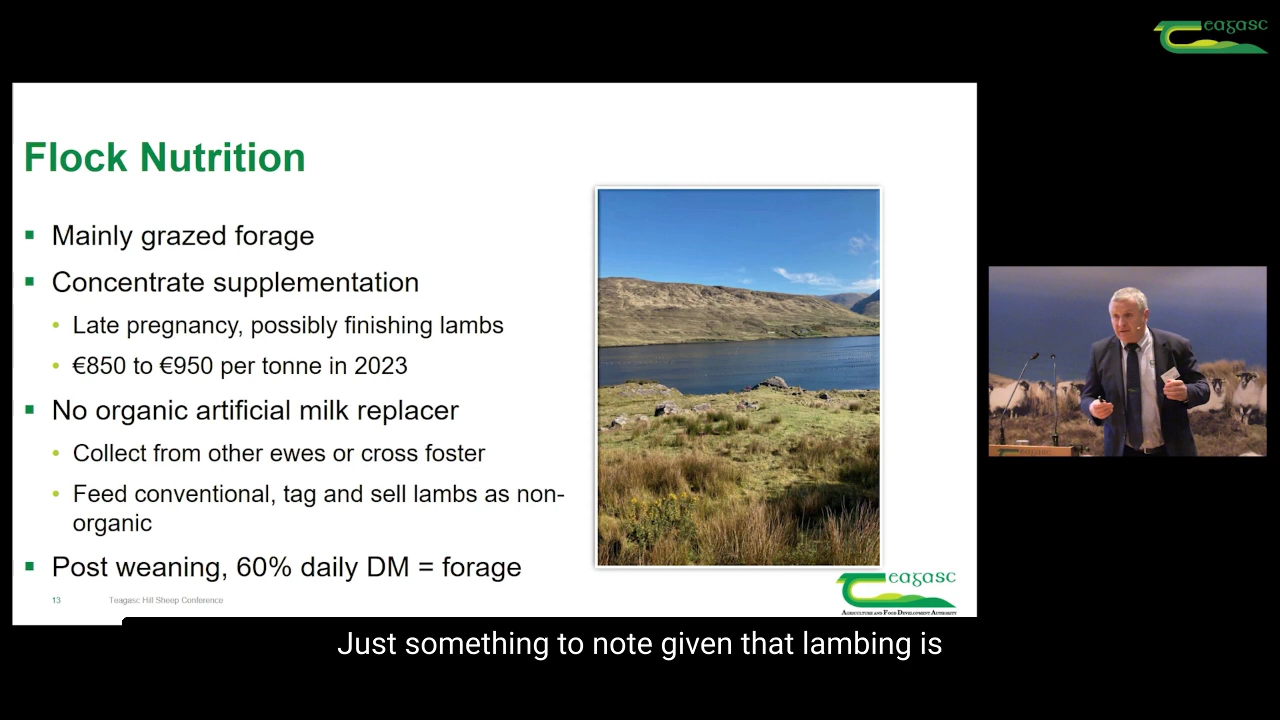 eagasc
Flock Nutrition
Mainly grazed forage
Concentrate supplementation
Late pregnancy, possibly finishing lambs
€850 to €950 per tonne in 2023
No organic artificial milk replacer
Collect from other ewes or cross foster
Feed conventional, tag and sell lambs as non-
organic
Post weaning, 60% daily DM = forage
13 Teagasc Hill Sheep Conference
eagasc
AGRICULTURE AND FOOD DEVELOPMENT AUTHORITY
eagasc
Just something to note given that lambing is